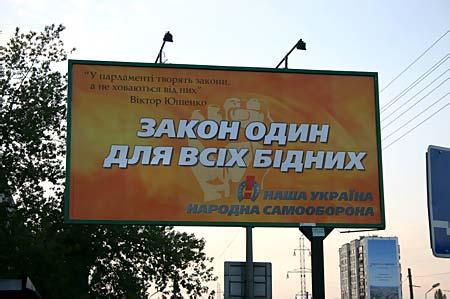 "У парламенті творять закони,
а не ховаються від них"
Віктор Ющенко
ЗАКОН ОДИН
ДЛЯ ВСІХ БІДНИХ
НАША УКРАЇНА
НАРОДНА САМООБОРОНА